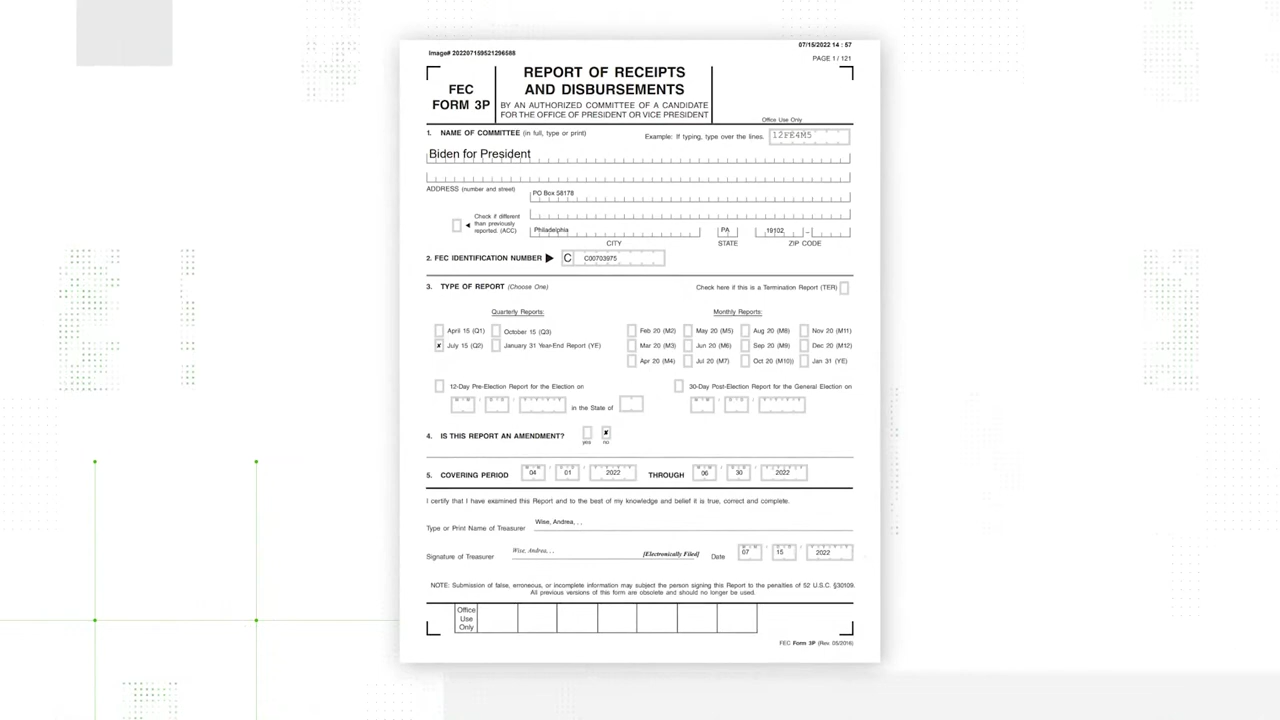 Image# 202207159521296588
07/15/2022 14 : 57
PAGE 1 / 121
FEC
FORM 3P
REPORT OF RECEIPTS
AND DISBURSEMENTS
BY AN AUTHORIZED COMMITTEE OF A CANDIDATE
FOR THE OFFICE OF PRESIDENT OR VICE PRESIDENT
Office Use Only
1. NAME OF COMMITTEE (in full, type or print)
Example: If typing, type over the lines.
12FE4M5
Biden for President
ADDRESS (number and street)
PO Box 58178
Check if different
than previously
reported. (ACC)
Philadelphia PA 19102 –
CITY STATE ZIP CODE
2. FEC IDENTIFICATION NUMBER ▶ C C00703975
3. TYPE OF REPORT (Choose One)
Check here if this is a Termination Report (TER)
Quarterly Reports:
April 15 (Q1) October 15 (Q3)
x July 15 (Q2) January 31 Year-End Report (YE)
Monthly Reports:
Feb 20 (M2) May 20 (M5) Aug 20 (M8) Nov 20 (M11)
Mar 20 (M3) Jun 20 (M6) Sep 20 (M9) Dec 20 (M12)
Apr 20 (M4) Jul 20 (M7) Oct 20 (M10)) Jan 31 (YE)
12-Day Pre-Election Report for the Election on
M M / D D / Y Y Y Y in the State of
30-Day Post-Election Report for the General Election on
M M / D D / Y Y Y Y
4. IS THIS REPORT AN AMENDMENT? x
yes no
5. COVERING PERIOD 04 / 01 / 2022 THROUGH 06 / 30 / 2022
I certify that I have examined this Report and to the best of my knowledge and belief it is true, correct and complete.
Type or Print Name of Treasurer Wise, Andrea, , ,
Signature of Treasurer Wise, Andrea, , , [Electronically Filed] Date 07 / 15 / 2022
NOTE: Submission of false, erroneous, or incomplete information may subject the person signing this Report to the penalties of 52 U.S.C. §30109.
All previous versions of this form are obsolete and should no longer be used.
Office
Use
Only
FEC Form 3P (Rev. 05/2016)